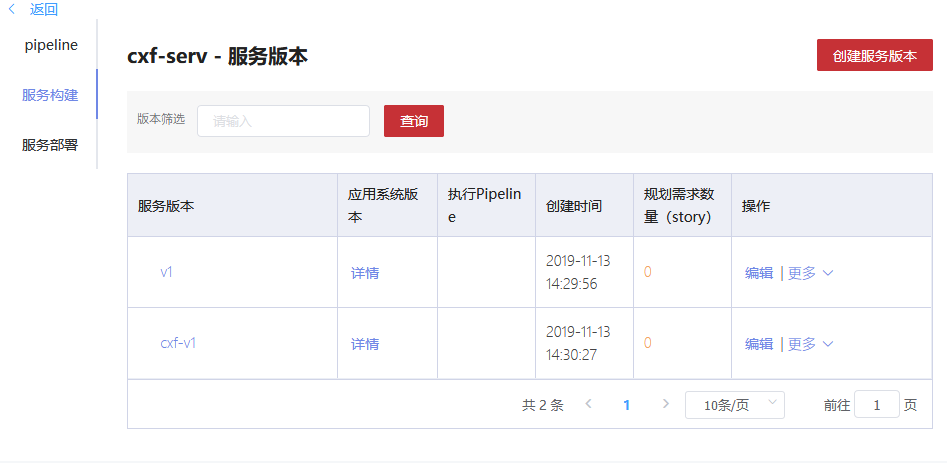 返回
pipeline
服务构建
服务部署
cxf-serv - 服务版本
创建服务版本
版本筛选
请输入
查询
服务版本
应用系统版
本
执行Pipelin
e
创建时间
规划需求数
量（story）
操作
v1
详情
2019-11-13
14:29:56
0
编辑 | 更多
cxf-v1
详情
2019-11-13
14:30:27
0
编辑 | 更多
共 2 条
1
10条/页
前往 1 页